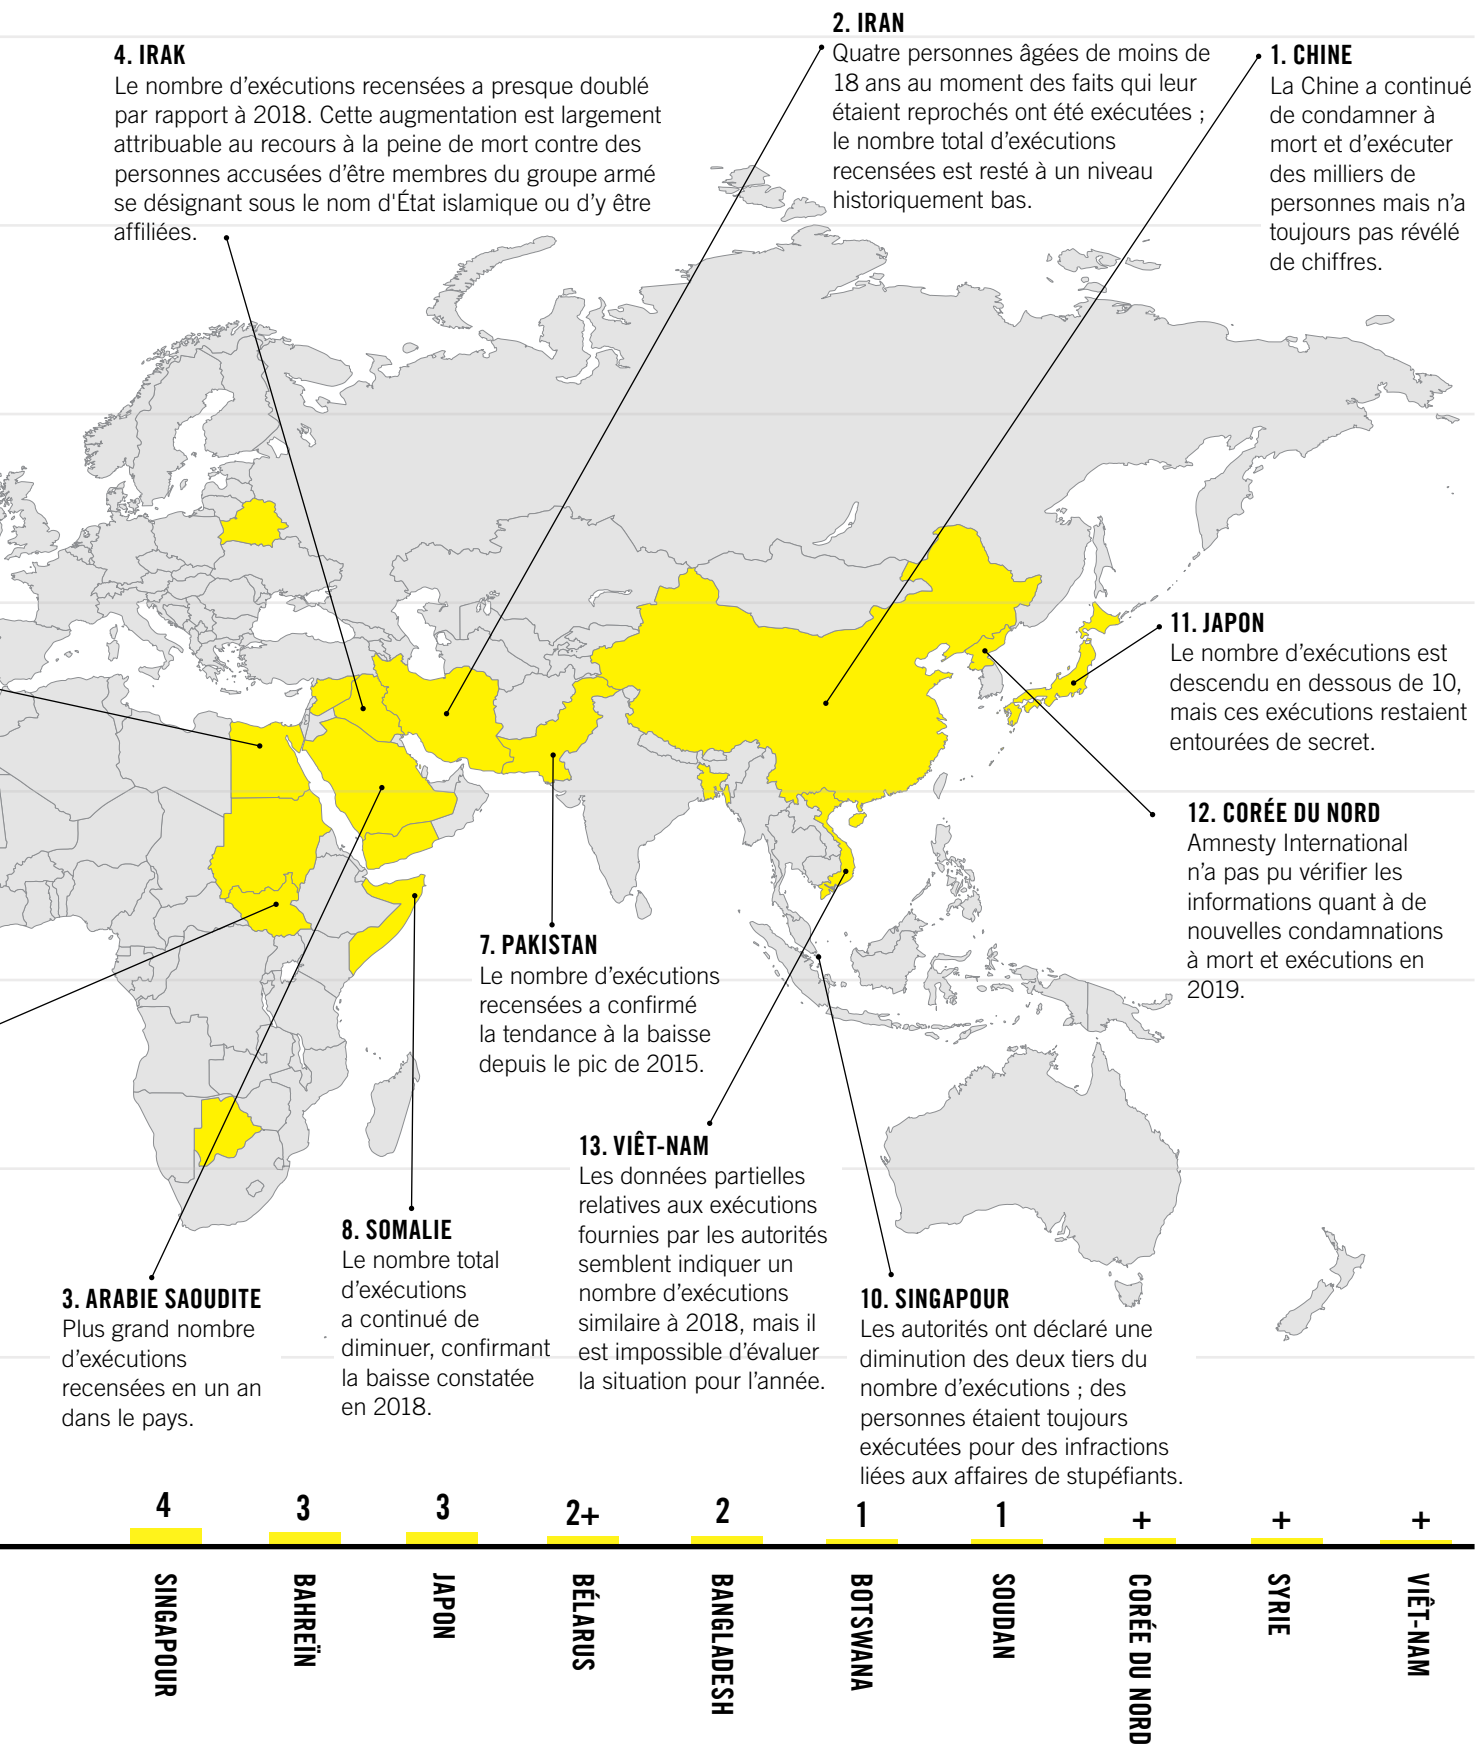 4. IRAK
Le nombre d'exécutions recensées a presque doublé
par rapport à 2018. Cette augmentation est largement
attribuable au recours à la peine de mort contre des
personnes accusées d'être membres du groupe armé
se désignant sous le nom d'État islamique ou d'y être
affiliées.
2. IRAN
Quatre personnes âgées de moins de
18 ans au moment des faits qui leur
étaient reprochés ont été exécutées ;
le nombre total d'exécutions
recensées est resté à un niveau
historiquement bas.
1. CHINE
La Chine a continué
de condamner à
mort et d'exécuter
des milliers de
personnes mais n'a
toujours pas révélé
de chiffres.
11. JAPON
Le nombre d'exécutions est
descendu en dessous de 10,
mais ces exécutions restaient
entourées de secret.
12. CORÉE DU NORD
Amnesty International
n'a pas pu vérifier les
informations quant à de
nouvelles condamnations
à mort et exécutions en
2019.
7. PAKISTAN
Le nombre d'exécutions
recensées a confirmé
la tendance à la baisse
depuis le pic de 2015.
13. VIÊT-NAM
Les données partielles
relatives aux exécutions
fournies par les autorités
semblent indiquer un
nombre d'exécutions
similaire à 2018, mais il
est impossible d'évaluer
la situation pour l'année.
8. SOMALIE
Le nombre total
d'exécutions
a continué de
diminuer, confirmant
la baisse constatée
en 2018.
3. ARABIE SAOUDITE
Plus grand nombre
d'exécutions
recensées en un an
dans le pays.
10. SINGAPOUR
Les autorités ont déclaré une
diminution des deux tiers du
nombre d'exécutions ; des
personnes étaient toujours
exécutées pour des infractions
liées aux affaires de stupéfiants.
4 3 3 2+ 2 1 1 + + +
SINGAPOUR
BAHREÏN
JAPON
BÉLARUS
BANGLADESH
BOTSWANA
SOUDAN
CORÉE DU NORD
SYRIE
VIÊT-NAM